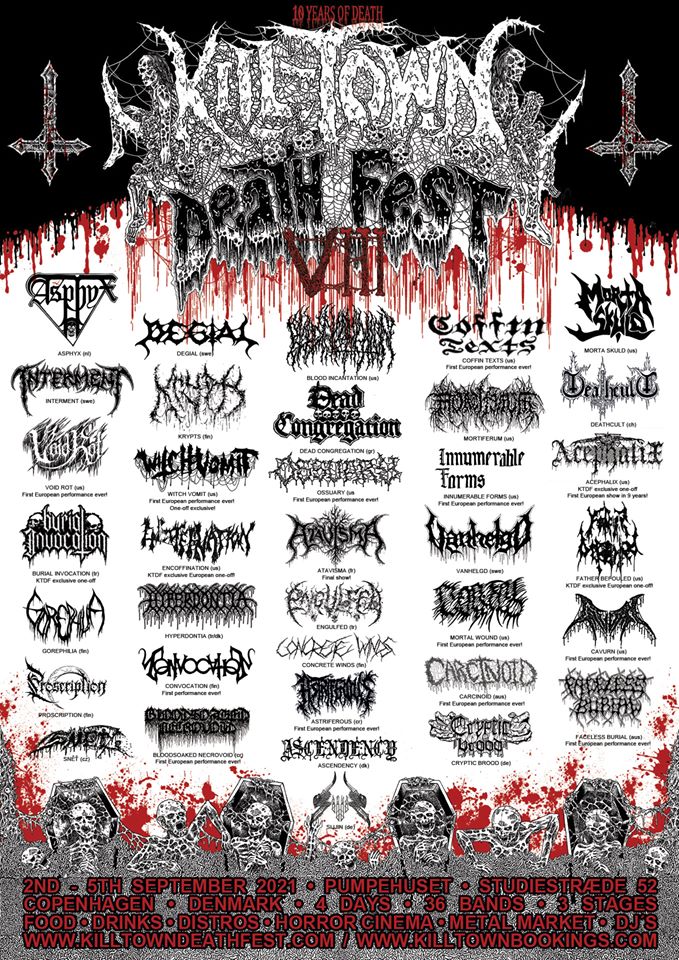 10 YEARS OF DEATH
KILL-TOWN
DEATH FEST
VIII
Asphyx
ASPHYX (nl)
INTERMENT
INTERMENT (swe)
VOID ROT
VOID ROT (us)
First European performance ever!
burial
Invocation
BURIAL INVOCATION (tr)
KTDF exclusive one-off
GOREPHILIA
GOREPHILIA (fin)
Proscription
PROSCRIPTION (fin)
SNĚT
SNĚT (cz)
DEGIAL
DEGIAL (swe)
KRYPTS
KRYPTS (fin)
WITCH VOMIT
WITCH VOMIT (us)
First European performance ever!
One-off exclusive!
ENCOFFINATION
ENCOFFINATION (us)
KTDF exclusive European one-off!
HYPERDONTIA
HYPERDONTIA (tr/dk)
CONVOCATION
CONVOCATION (fin)
First performance ever!
BLOODSOAKED
NECROVOID
BLOODSOAKED NECROVOID (cg)
First European performance ever!
BLOOD INCANTATION
BLOOD INCANTATION (us)
Dead
Congregation
DEAD CONGREGATION (gr)
OSSUARY
OSSUARY (us)
First European performance ever!
ATAVISMA
ATAVISMA (fr)
Final show!
ENGULFED
ENGULFED (tr)
CONCRETE WINDS
CONCRETE WINDS (fin)
ASTRIFEROUS
ASTRIFEROUS (cr)
First European performance ever!
ASCENDENCY
ASCENDENCY (dk)
SIJJIN (de)
Coffin
Texts
COFFIN TEXTS (us)
First European performance ever!
MORTIFERUM
MORTIFERUM (us)
Innumerable
Forms
INNUMERABLE FORMS (us)
First European performance ever!
Vanhelgd
VANHELGD (swe)
MORTAL WOUND (us)
First European performance ever!
CARCINOID
CARCINOID (aus)
First European performance ever!
Cryptic
brood
CRYPTIC BROOD (de)
MORTA
SKULD
MORTA SKULD (us)
DEATHCULT
DEATHCULT (ch)
ACEPHALIX
ACEPHALIX (us)
KTDF exclusive one-off
First European show in 9 years!
FATHER BEFOULED (us)
KTDF exclusive European one-off!
CAVURN (us)
First European performance ever!
FACELESS
BURIAL
FACELESS BURIAL (aus)
First European performance ever!
2ND - 5TH SEPTEMBER 2021 • PUMPEHUSET • STUDIESTRÆDE 52
COPENHAGEN • DENMARK • 4 DAYS • 36 BANDS • 3 STAGES
FOOD • DRINKS • DISTROS • HORROR CINEMA • METAL MARKET • DJ'S
WWW.KILLTOWNDEATHFEST.COM / WWW.KILLTOWNBOOKINGS.COM